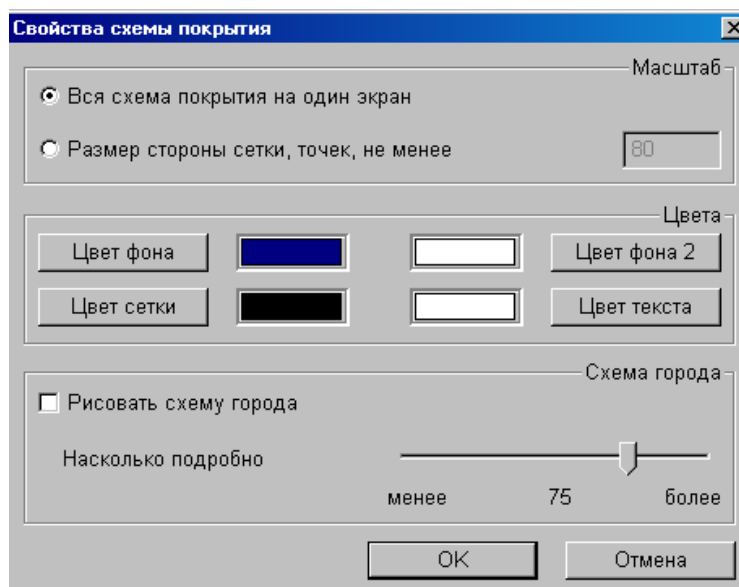 Свойства схемы покрытия
Масштаб
Вся схема покрытия на один экран
Размер стороны сетки, точек, не менее 80
Цвета
Цвет фона Цвет фона 2
Цвет сетки Цвет текста
Схема города
Рисовать схему города
Насколько подробно
менее 75 более
OK Отмена